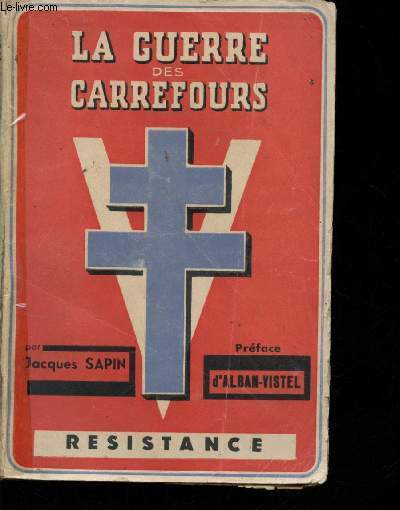 Le-livre.com
LA GUERRE
DES
CARREFOURS
par
Jacques SAPIN
Préface
d'ALBAN-VISTEL
RESISTANCE